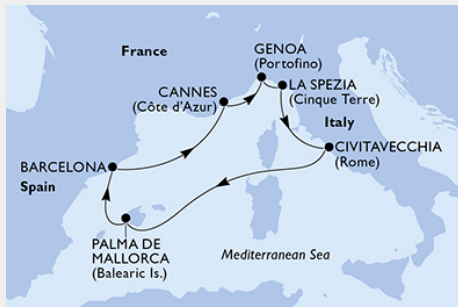 France
GENOA
(Portofino)
CANNES
(Côte d'Azur)
LA SPEZIA
(Cinque Terre)
Italy
CIVITAVECCHIA
(Rome)
BARCELONA
Spain
PALMA DE
MALLORCA
(Balearic Is.)
Mediterranean Sea